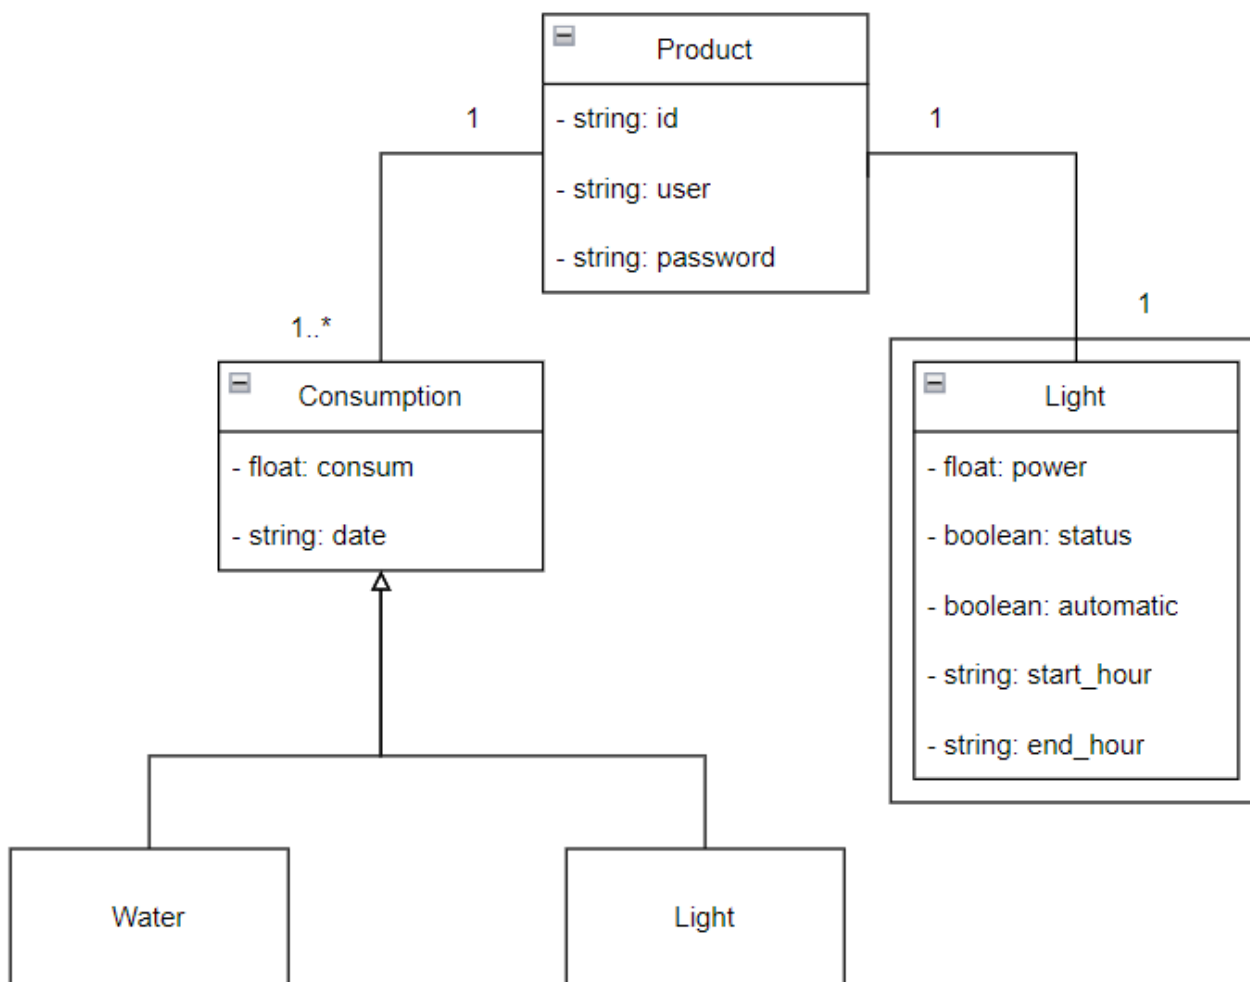 Product
- string: id
- string: user
- string: password
1
1
1..*
1
Consumption
- float: consum
- string: date
Light
- float: power
- boolean: status
- boolean: automatic
- string: start_hour
- string: end_hour
Water
Light